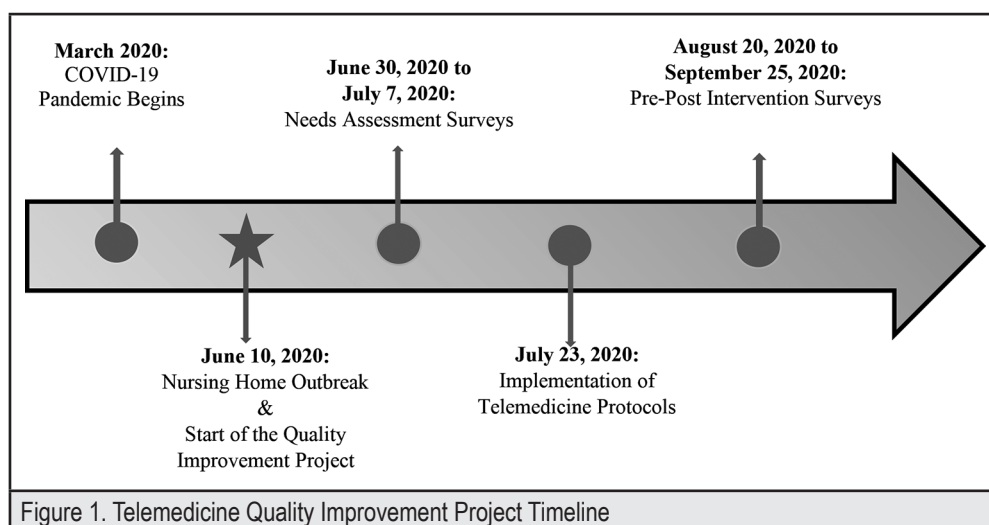 March 2020:
COVID-19
Pandemic Begins
June 30, 2020 to
July 7, 2020:
Needs Assessment Surveys
August 20, 2020 to
September 25, 2020:
Pre-Post Intervention Surveys
June 10, 2020:
Nursing Home Outbreak
&
Start of the Quality
Improvement Project
July 23, 2020:
Implementation of
Telemedicine Protocols
Figure 1. Telemedicine Quality Improvement Project Timeline